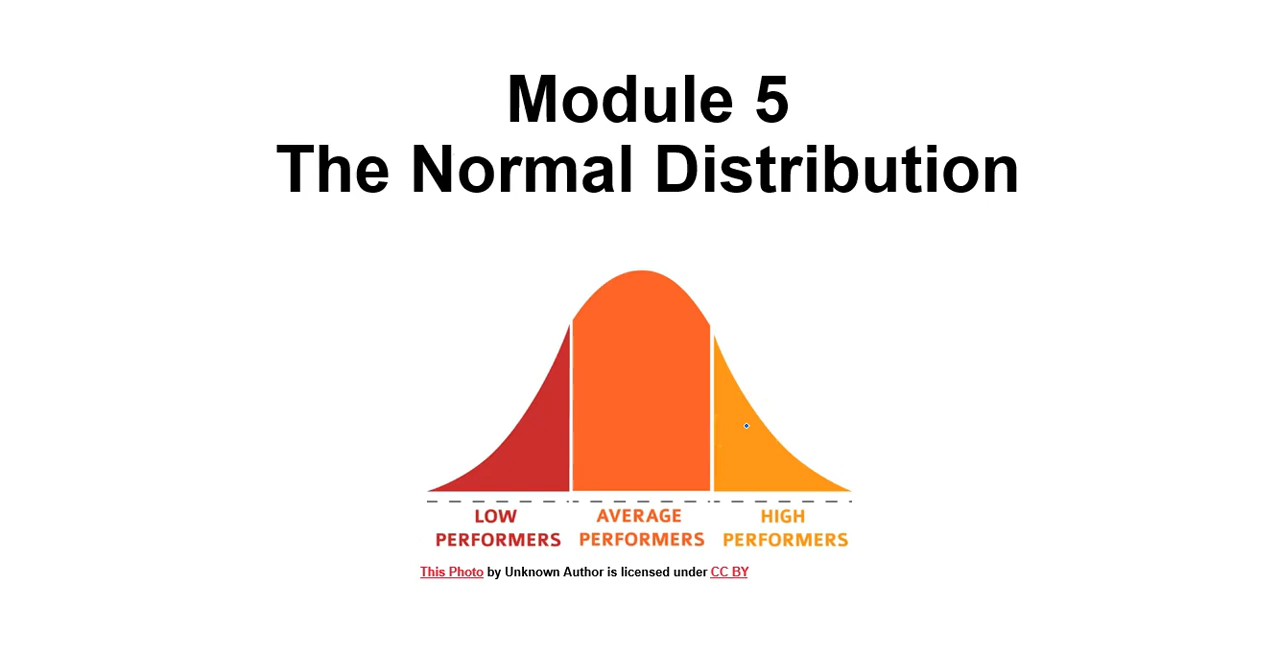 Module 5
The Normal Distribution
LOW PERFORMERS
AVERAGE PERFORMERS
HIGH PERFORMERS
This Photo by Unknown Author is licensed under CC BY